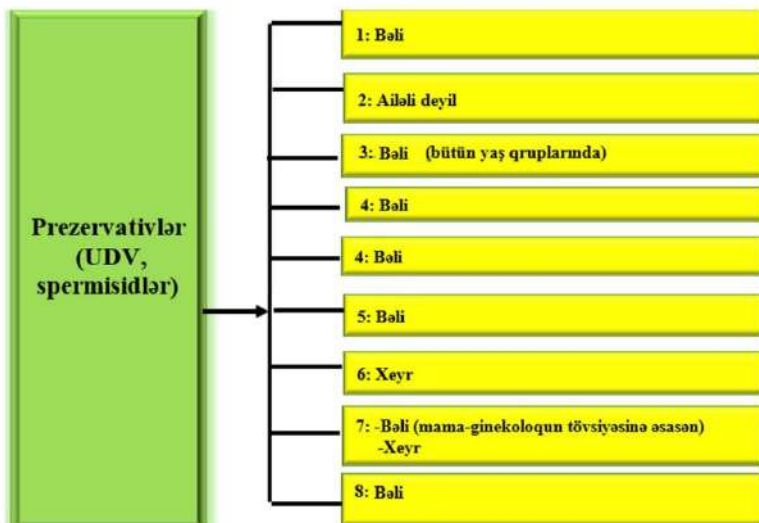 Prezervativlər
(UDV,
spermisidlər)
1: Bəli
2: Ailəli deyil
3: Bəli (bütün yaş qruplarında)
4: Bəli
4: Bəli
5: Bəli
6: Xeyr
7: -Bəli (mama-ginekoloqun tövsiyəsinə əsasən)
-Xeyr
8: Bəli